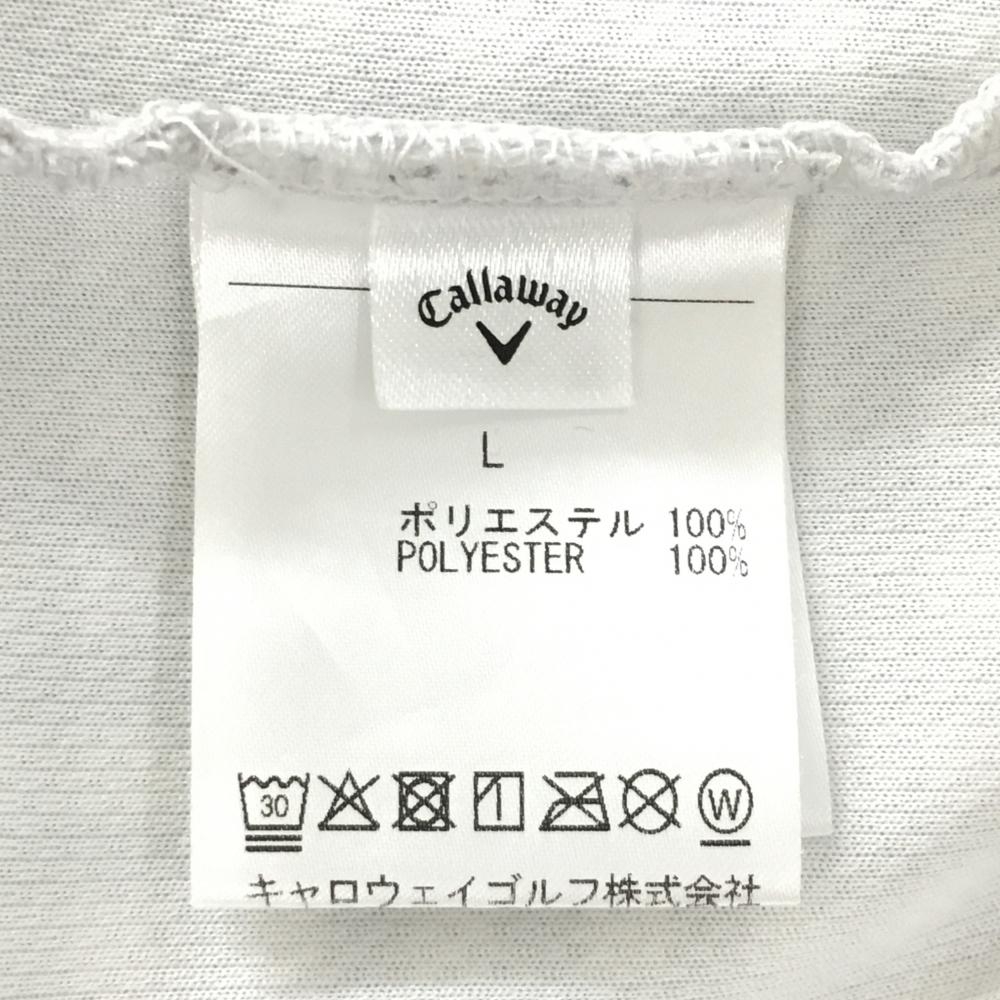 Callaway
L
ポリエステル 100%
POLYESTER 100%
30 W
キャロウェイゴルフ株式会社